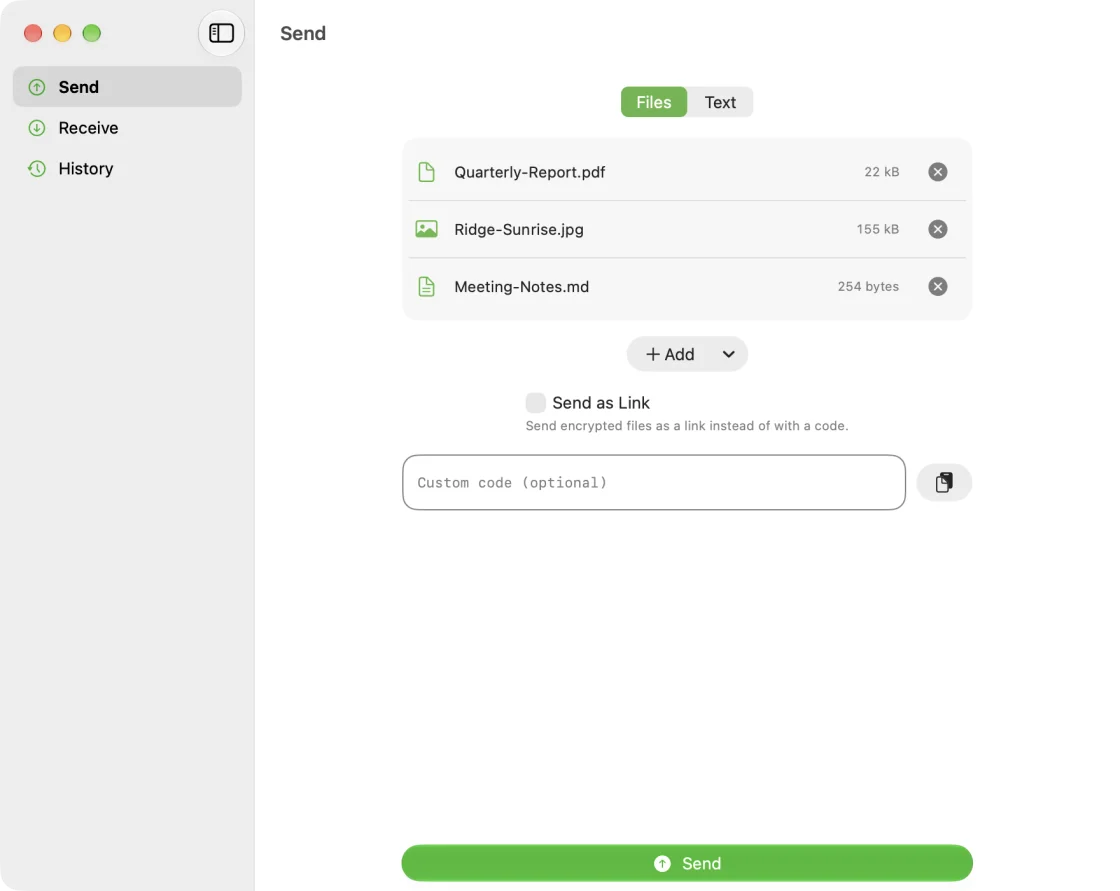 Send
Send
Receive
History
Files Text
Quarterly-Report.pdf 22 kB
Ridge-Sunrise.jpg 155 kB
Meeting-Notes.md 254 bytes
Add
Send as Link
Send encrypted files as a link instead of with a code.
Custom code (optional)
Send